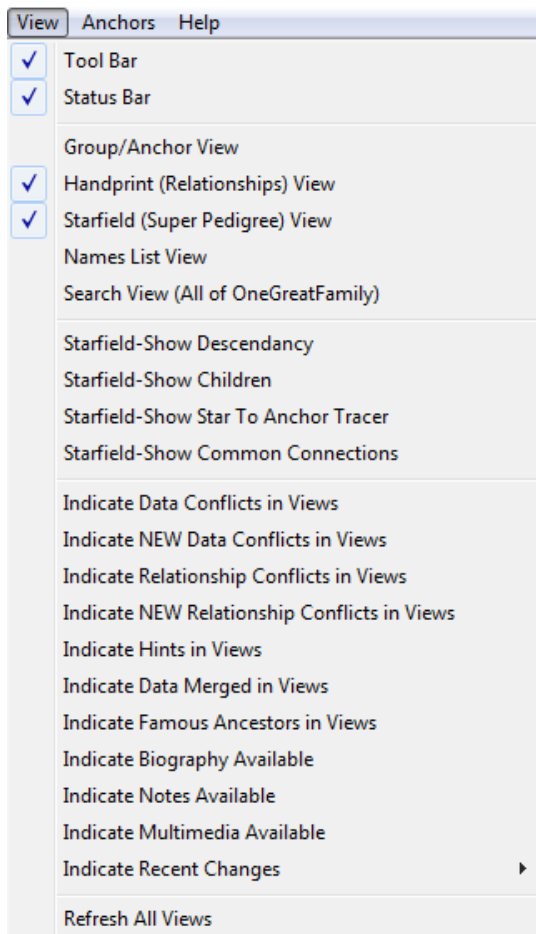 View Anchors Help
Tool Bar
Status Bar
Group/Anchor View
Handprint (Relationships) View
Starfield (Super Pedigree) View
Names List View
Search View (All of OneGreatFamily)
Starfield-Show Descendancy
Starfield-Show Children
Starfield-Show Star To Anchor Tracer
Starfield-Show Common Connections
Indicate Data Conflicts in Views
Indicate NEW Data Conflicts in Views
Indicate Relationship Conflicts in Views
Indicate NEW Relationship Conflicts in Views
Indicate Hints in Views
Indicate Data Merged in Views
Indicate Famous Ancestors in Views
Indicate Biography Available
Indicate Notes Available
Indicate Multimedia Available
Indicate Recent Changes
Refresh All Views